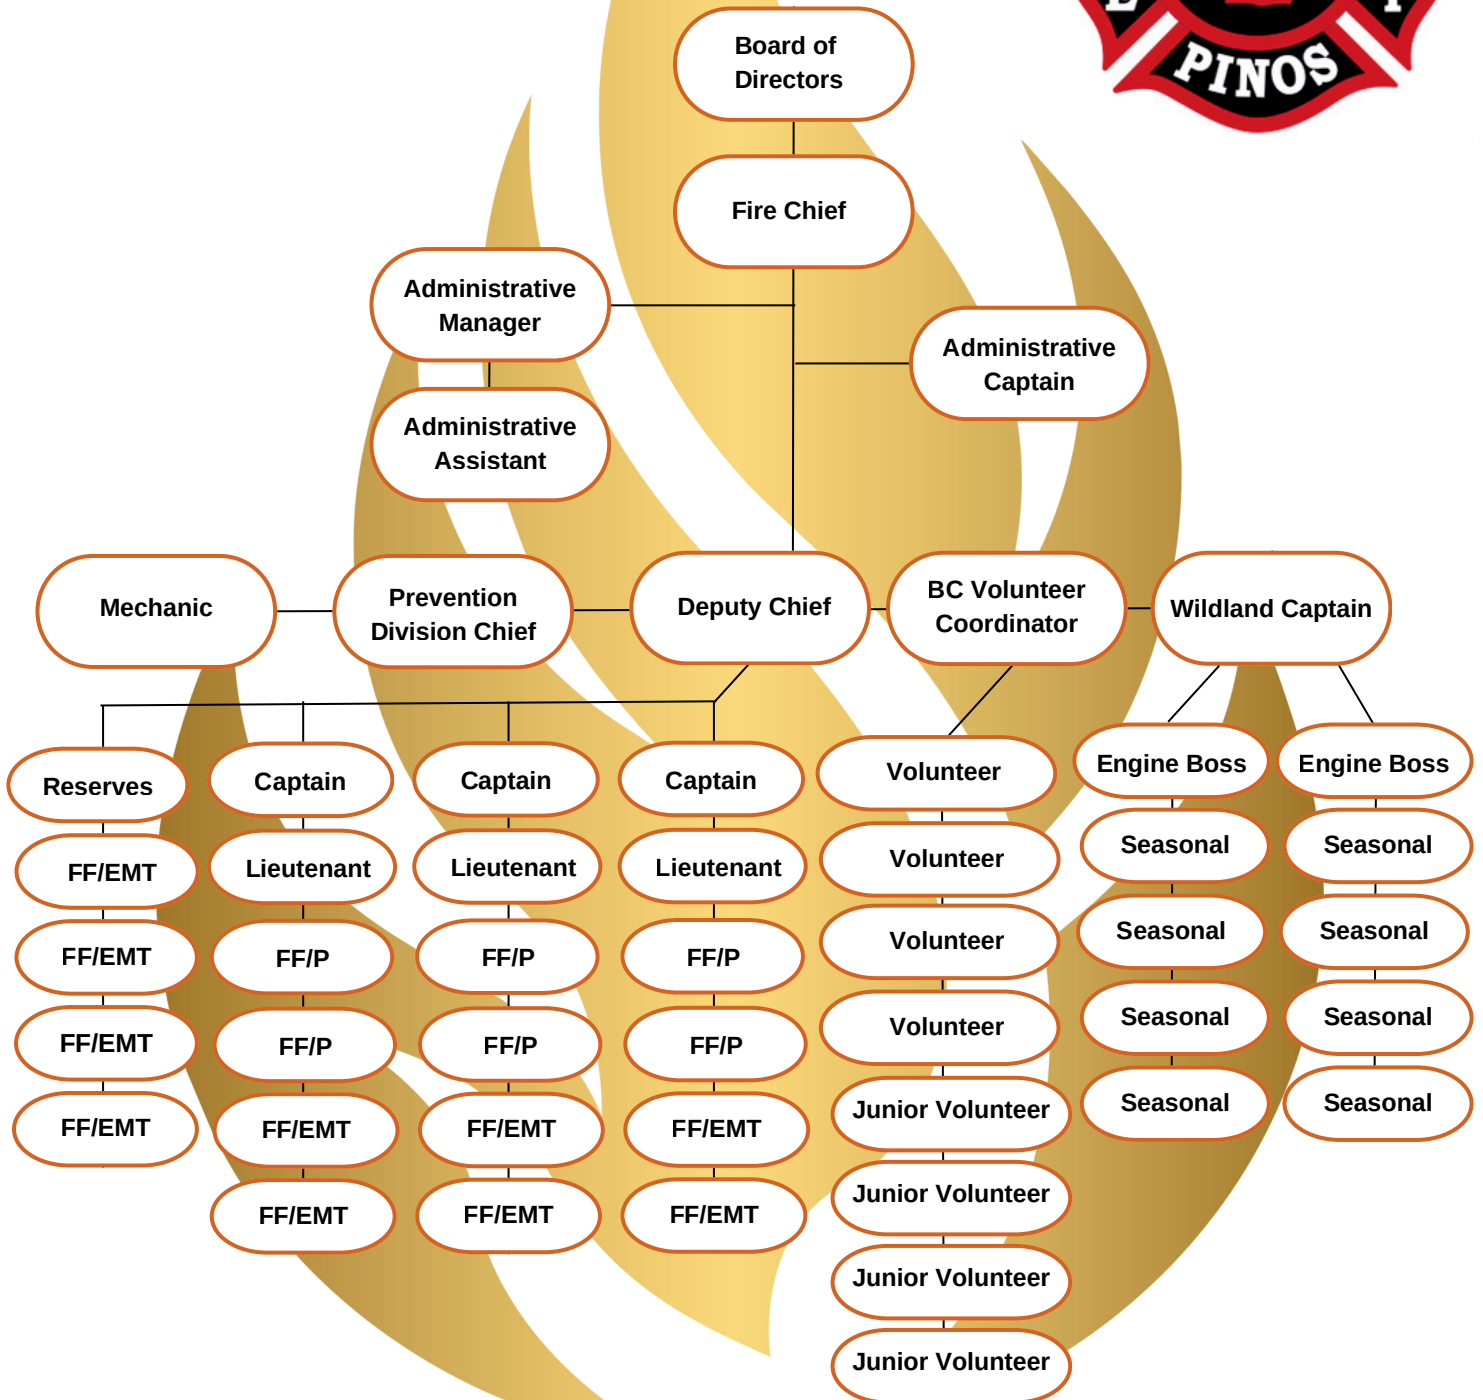 PINOS
Board of
Directors
Fire Chief
Administrative
Manager
Administrative
Captain
Administrative
Assistant
Mechanic
Prevention
Division Chief
Deputy Chief
BC Volunteer
Coordinator
Wildland Captain
Reserves
FF/EMT
FF/EMT
FF/EMT
FF/EMT
Captain
Lieutenant
FF/P
FF/P
FF/EMT
FF/EMT
Captain
Lieutenant
FF/P
FF/P
FF/EMT
FF/EMT
Captain
Lieutenant
FF/P
FF/P
FF/EMT
FF/EMT
Volunteer
Volunteer
Volunteer
Volunteer
Junior Volunteer
Junior Volunteer
Junior Volunteer
Junior Volunteer
Engine Boss
Seasonal
Seasonal
Seasonal
Seasonal
Engine Boss
Seasonal
Seasonal
Seasonal
Seasonal